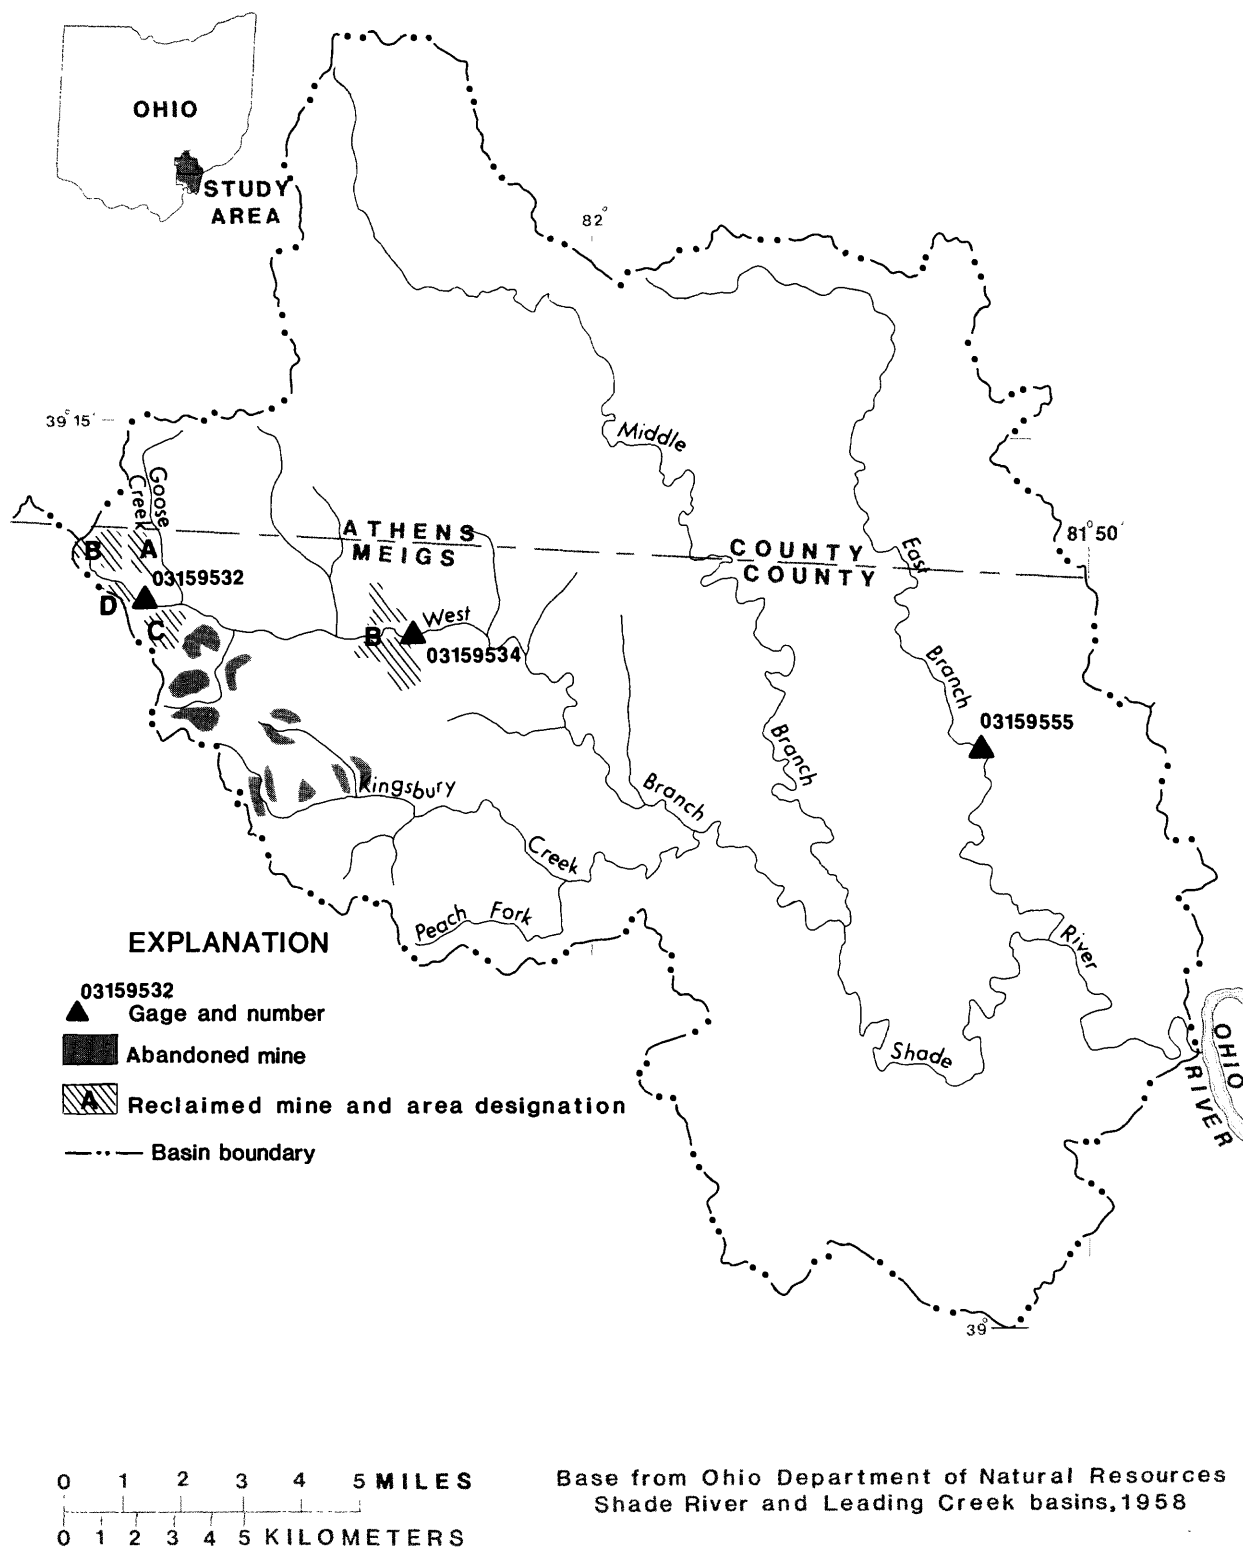 OHIO
STUDY
AREA
82°
39°15'
Goose
Creek
Middle
ATHENS COUNTY
MEIGS COUNTY
81°50'
East
B
A
03159532
D
C
B
West
03159534
Branch
03159555
Branch
Branch
Kingsbury
Creek
Peach Fork
River
Shade
OHIO
RIVER
39°
EXPLANATION
03159532
Gage and number
Abandoned mine
A
Reclaimed mine and area designation
Basin boundary
0 1 2 3 4 5 MILES
0 1 2 3 4 5 KILOMETERS
Base from Ohio Department of Natural Resources
Shade River and Leading Creek basins,1958